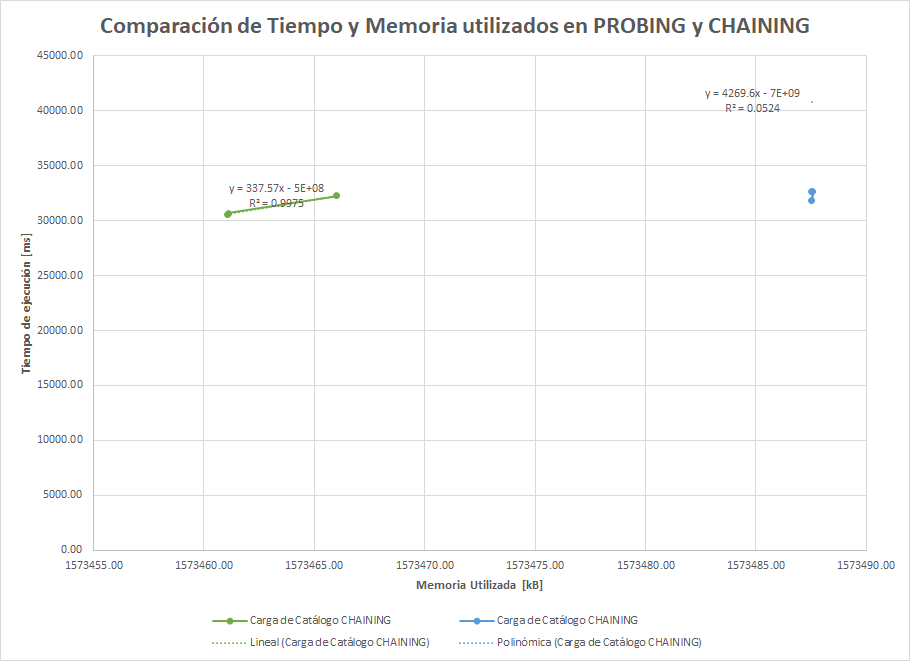 Comparación de Tiempo y Memoria utilizados en PROBING y CHAINING
45000.00
40000.00
35000.00
30000.00
25000.00
20000.00
15000.00
10000.00
5000.00
0.00
Tiempo de ejecución [ms]
y = 4269.6x - 7E+09
R² = 0.0524
y = 337.57x - 5E+08
R² = 0.9975
1573455.00 1573460.00 1573465.00 1573470.00 1573475.00 1573480.00 1573485.00 1573490.00
Memoria Utilizada [kB]
Carga de Catálogo CHAINING Carga de Catálogo CHAINING
Lineal (Carga de Catálogo CHAINING) Polinómica (Carga de Catálogo CHAINING)